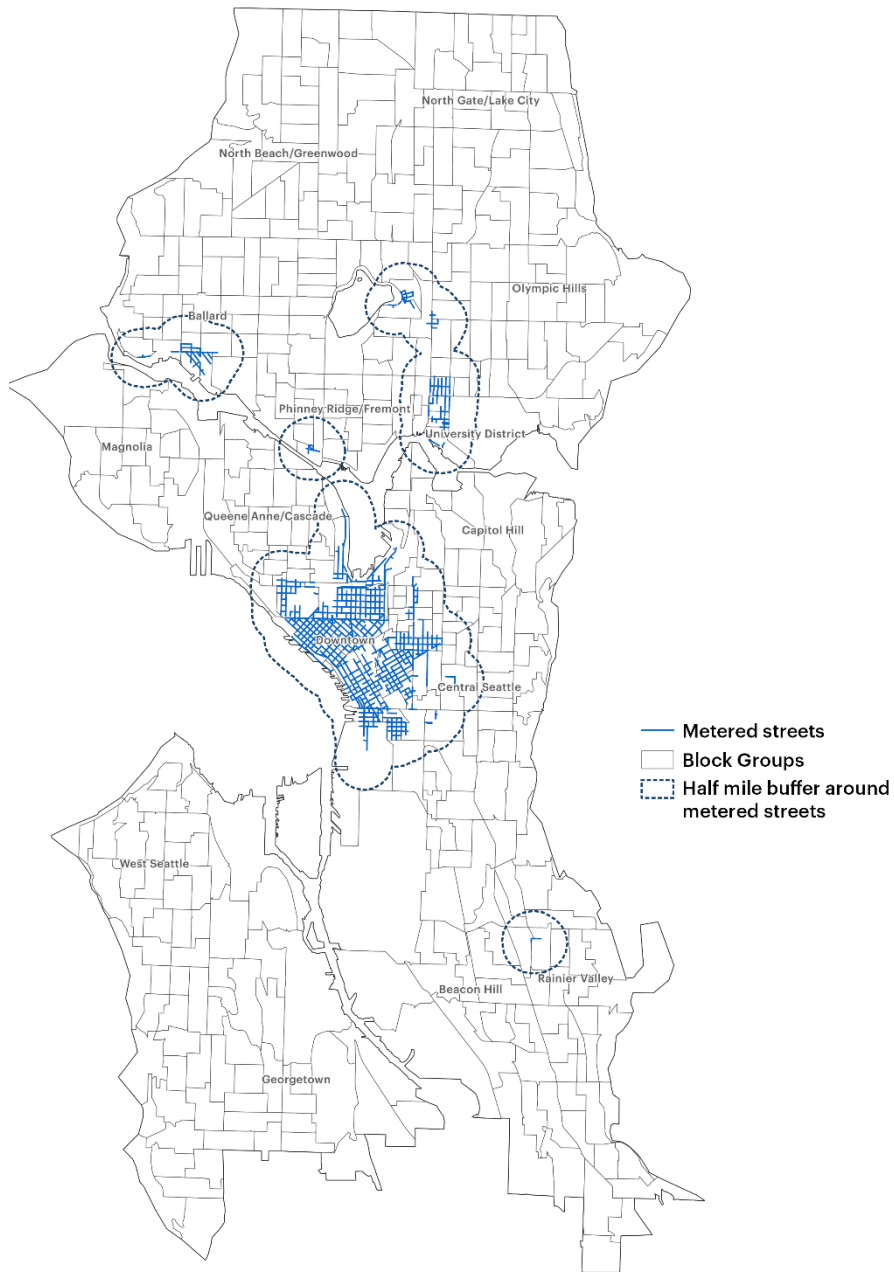 North Gate/Lake City
North Beach/Greenwood
Olympic Hills
Ballard
Phinney Ridge/Fremont
University District
Magnolia
Queene Anne/Cascade
Capitol Hill
Downtown
Central Seattle
Metered streets
Block Groups
Half mile buffer around
metered streets
West Seattle
Rainier Valley
Beacon Hill
Georgetown